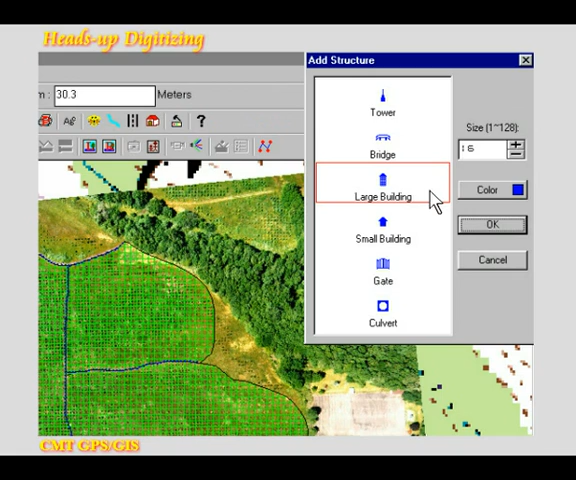 Heads-up Digitizing
Add Structure
m : 30.3 Meters
Tower
Bridge
Large Building
Small Building
Gate
Culvert
Size (1~128):
16
Color
OK
Cancel
CMT GPS/GIS